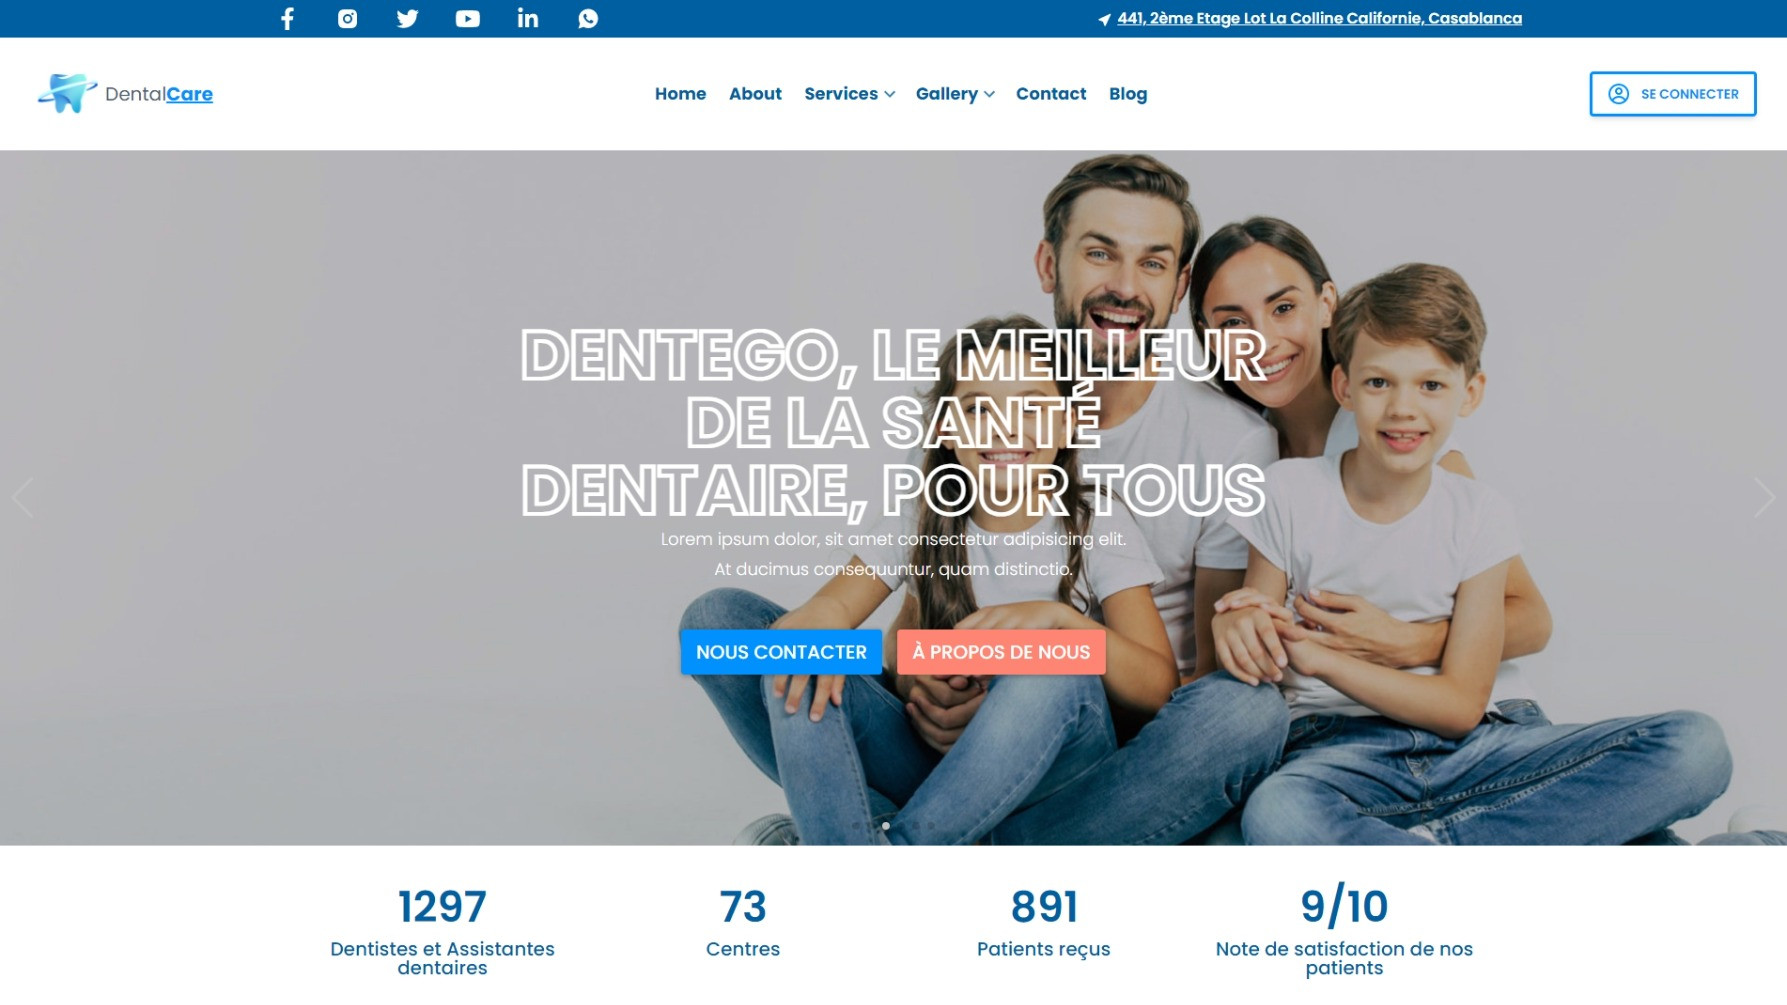 441, 2ème Etage Lot La Colline Californie, Casablanca
DentalCare
Home About Services Gallery Contact Blog
SE CONNECTER
DENTEGO, LE MEILLEUR
DE LA SANTÉ
DENTAIRE, POUR TOUS
Lorem ipsum dolor, sit amet consectetur adipisicing elit.
At ducimus consequuntur, quam distinctio.
NOUS CONTACTER
À PROPOS DE NOUS
1297
Dentistes et Assistantes
dentaires
73
Centres
891
Patients reçus
9/10
Note de satisfaction de nos
patients